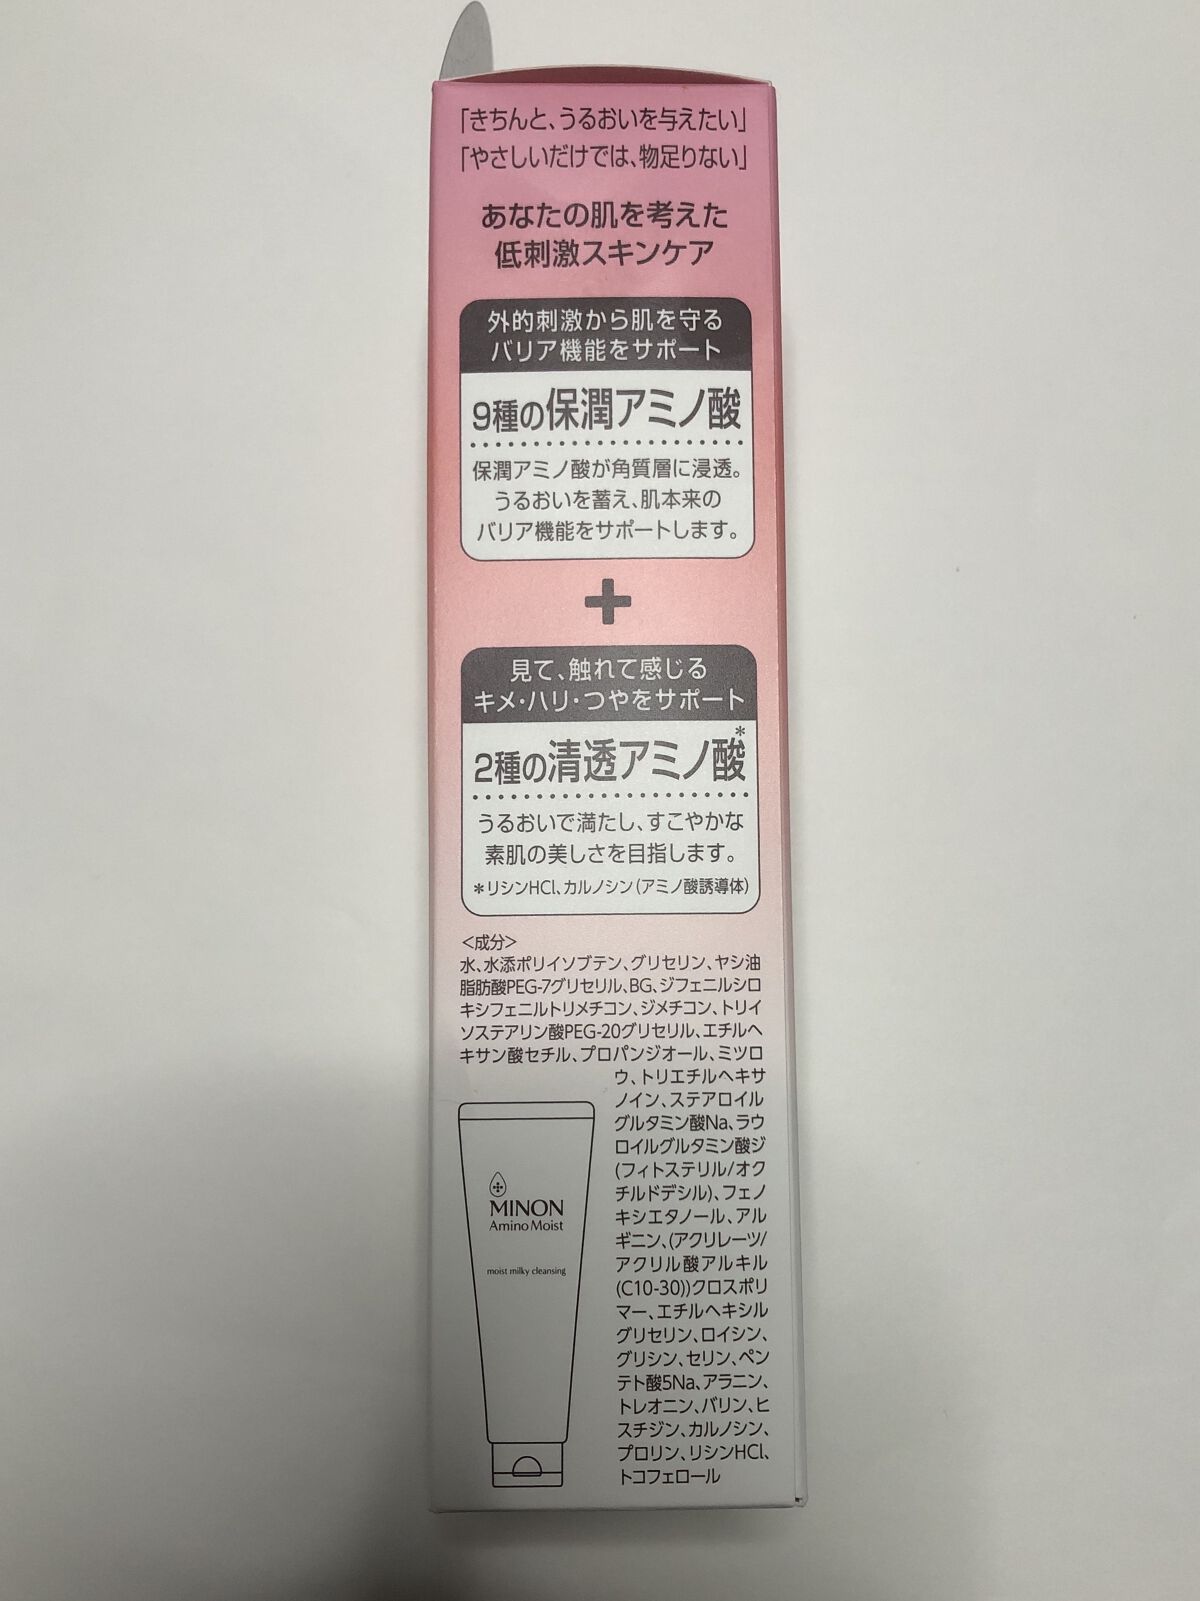 「きちんと、うるおいを与えたい」
「やさしいだけでは、物足りない」
あなたの肌を考えた
低刺激スキンケア
外的刺激から肌を守る
バリア機能をサポート
9種の保潤アミノ酸
保潤アミノ酸が角質層に浸透。
うるおいを蓄え、肌本来の
バリア機能をサポートします。
+
見て、触れて感じる
キメ・ハリ・つやをサポート
2種の清透アミノ酸*
うるおいで満たし、すこやかな
素肌の美しさを目指します。
*リシンHCl、カルノシン(アミノ酸誘導体)
<成分>
水、水添ポリイソブテン、グリセリン、ヤシ油
脂肪酸PEG-7グリセリル、BG、ジフェニルシロ
キシフェニルトリメチコン、ジメチコン、トリイ
ソステアリン酸PEG-20グリセリル、エチルヘ
キサン酸セチル、プロパンジオール、ミツロ
ウ、トリエチルヘキサ
ノイン、ステアロイル
グルタミン酸Na、ラウ
ロイルグルタミン酸ジ
(フィトステリル/オク
チルドデシル)、フェノ
キシエタノール、アル
ギニン、(アクリレーツ/
アクリル酸アルキル
(C10-30))クロスポリ
マー、エチルヘキシル
グリセリン、ロイシン、
グリシン、セリン、ペン
テト酸5Na、アラニン、
トレオニン、バリン、ヒ
スチジン、カルノシン、
プロリン、リシンHCl、
トコフェロール
MINON
Amino Moist
moist milky cleansing